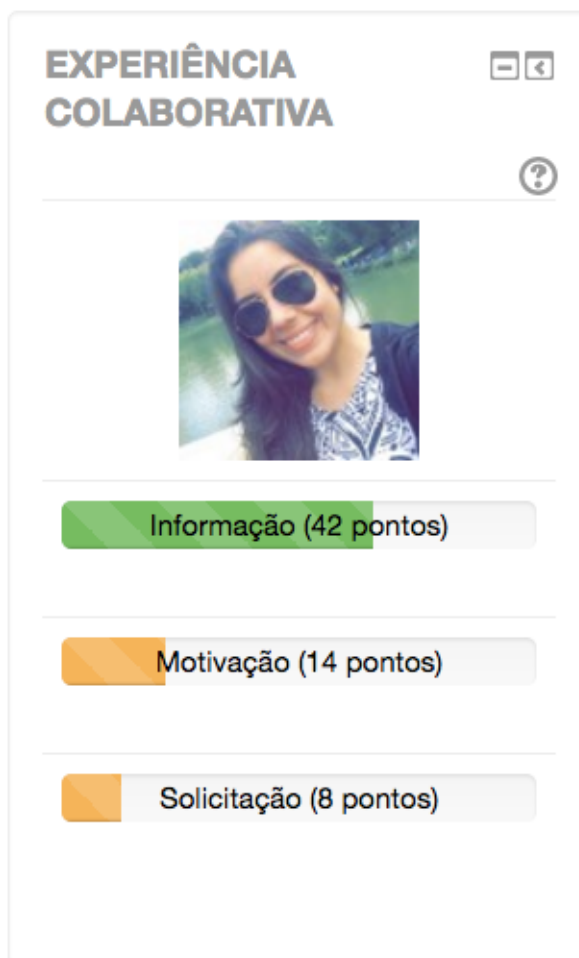 EXPERIÊNCIA
COLABORATIVA
Informação (42 pontos)
Motivação (14 pontos)
Solicitação (8 pontos)